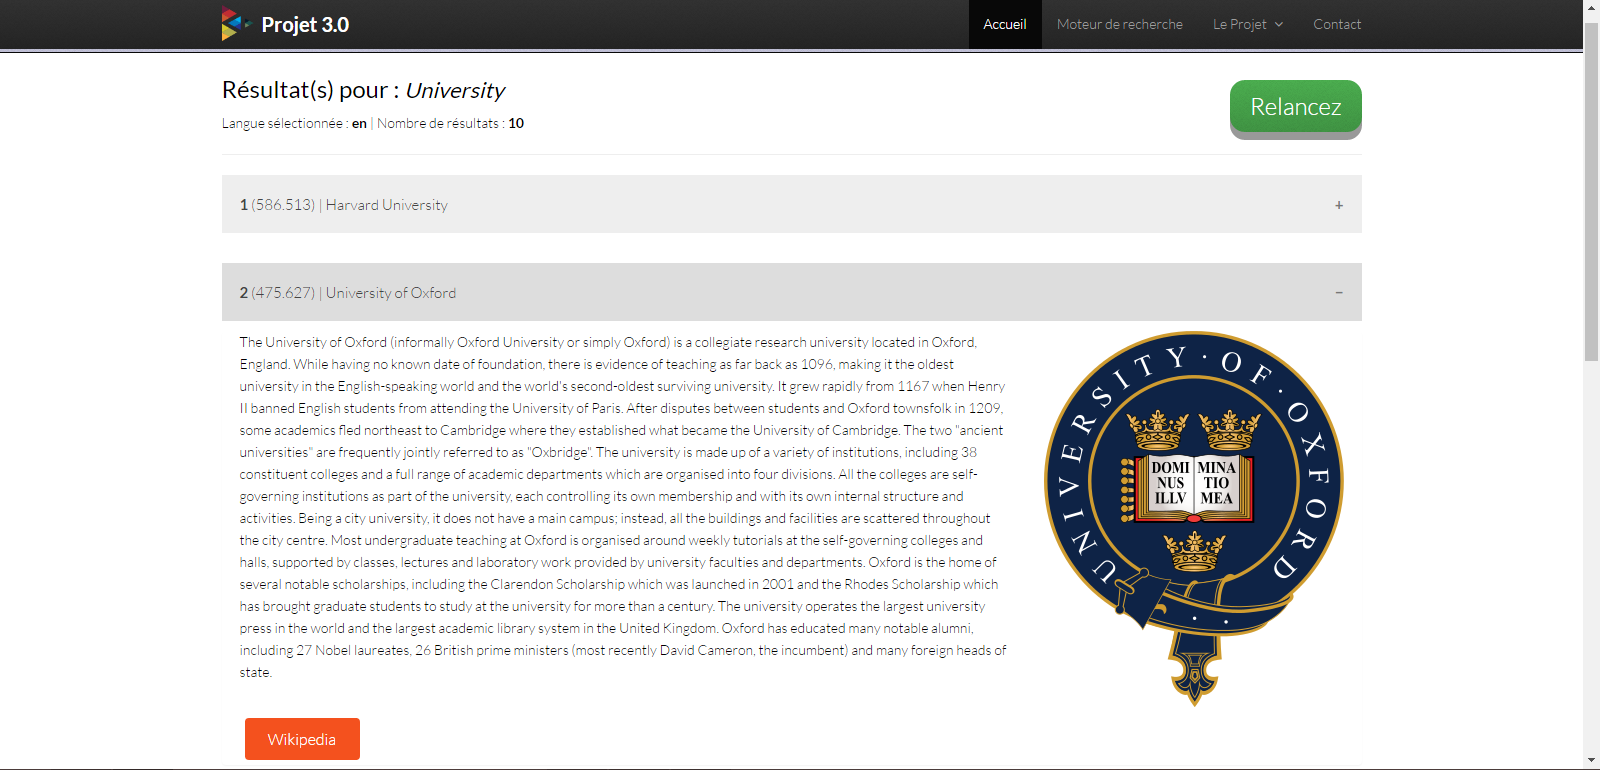 Projet 3.0
Accueil
Moteur de recherche
Le Projet
Contact
Résultat(s) pour : University
Relancez
Langue sélectionnée : en | Nombre de résultats : 10
1 (586.513) | Harvard University +
2 (475.627) | University of Oxford −
The University of Oxford (informally Oxford University or simply Oxford) is a collegiate research university located in Oxford,
England. While having no known date of foundation, there is evidence of teaching as far back as 1096, making it the oldest
university in the English-speaking world and the world's second-oldest surviving university. It grew rapidly from 1167 when Henry
II banned English students from attending the University of Paris. After disputes between students and Oxford townsfolk in 1209,
some academics fled northeast to Cambridge where they established what became the University of Cambridge. The two "ancient
universities" are frequently jointly referred to as "Oxbridge". The university is made up of a variety of institutions, including 38
constituent colleges and a full range of academic departments which are organised into four divisions. All the colleges are self-
governing institutions as part of the university, each controlling its own membership and with its own internal structure and
activities. Being a city university, it does not have a main campus; instead, all the buildings and facilities are scattered throughout
the city centre. Most undergraduate teaching at Oxford is organised around weekly tutorials at the self-governing colleges and
halls, supported by classes, lectures and laboratory work provided by university faculties and departments. Oxford is the home of
several notable scholarships, including the Clarendon Scholarship which was launched in 2001 and the Rhodes Scholarship which
has brought graduate students to study at the university for more than a century. The university operates the largest university
press in the world and the largest academic library system in the United Kingdom. Oxford has educated many notable alumni,
including 27 Nobel laureates, 26 British prime ministers (most recently David Cameron, the incumbent) and many foreign heads of
state.
UNIVERSITY · OF · OXFORD
DOMI MINA
NUS TIO
ILLV MEA
Wikipedia